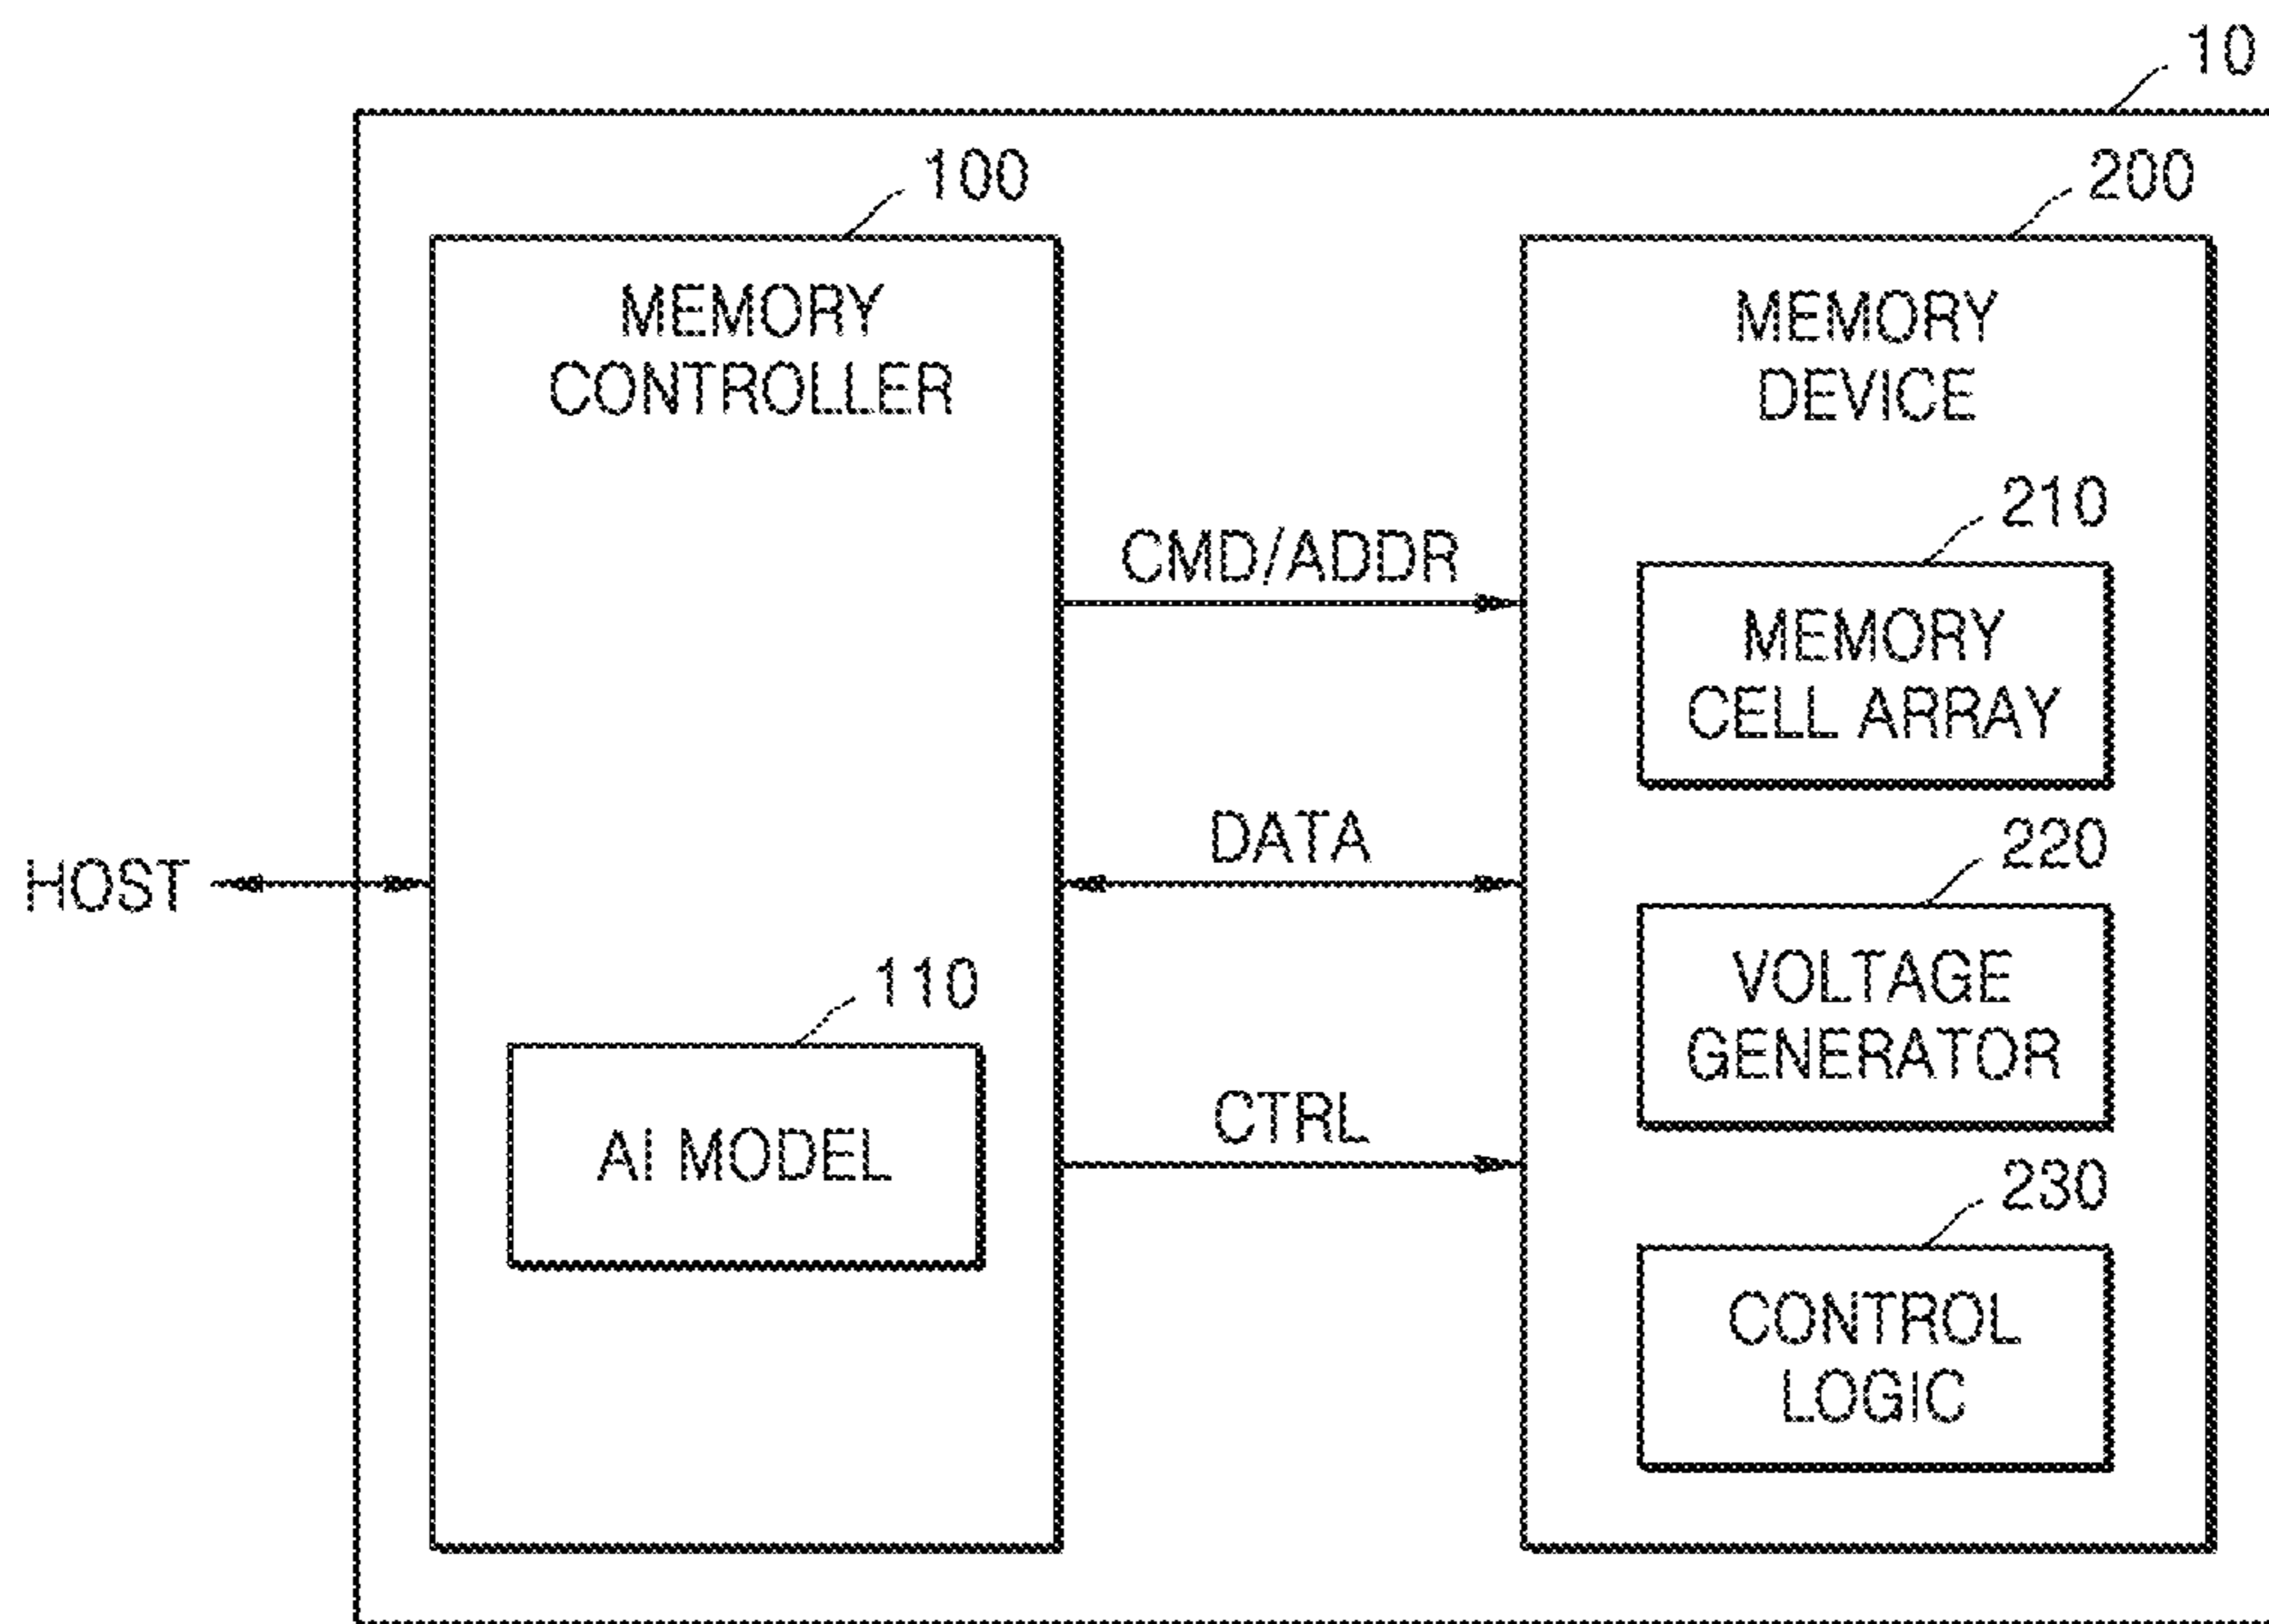 10
100
200
MEMORY
CONTROLLER
MEMORY
DEVICE
210
CMD/ADDR
MEMORY
CELL ARRAY
DATA
220
HOST
110
VOLTAGE
GENERATOR
AI MODEL
CTRL
230
CONTROL
LOGIC